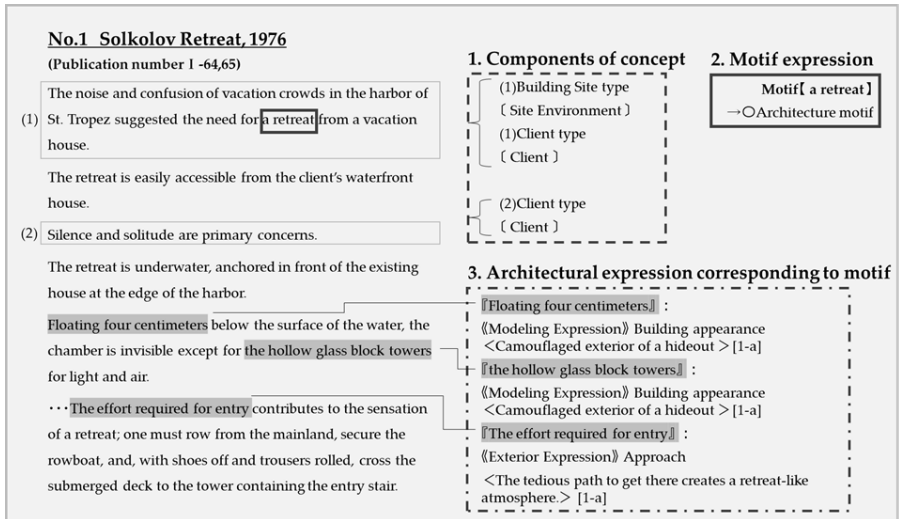 No.1 Solkolov Retreat, 1976
(Publication number I -64,65)
(1)
The noise and confusion of vacation crowds in the harbor of
St. Tropez suggested the need for a retreat from a vacation
house.
The retreat is easily accessible from the client's waterfront
house.
(2) Silence and solitude are primary concerns.
The retreat is underwater, anchored in front of the existing
house at the edge of the harbor.
Floating four centimeters below the surface of the water, the
chamber is invisible except for the hollow glass block towers
for light and air.
···The effort required for entry contributes to the sensation
of a retreat; one must row from the mainland, secure the
rowboat, and, with shoes off and trousers rolled, cross the
submerged deck to the tower containing the entry stair.
1. Components of concept
(1)Building Site type
〔 Site Environment 〕
(1)Client type
〔 Client 〕
(2)Client type
〔 Client 〕
2. Motif expression
Motif【 a retreat 】
→〇Architecture motif
3. Architectural expression corresponding to motif
『Floating four centimeters』 :
《Modeling Expression》 Building appearance
<Camouflaged exterior of a hideout > [1-a]
『the hollow glass block towers』 :
《Modeling Expression》 Building appearance
<Camouflaged exterior of a hideout > [1-a]
『The effort required for entry』 :
《Exterior Expression》 Approach
<The tedious path to get there creates a retreat-like
atmosphere.> [1-a]